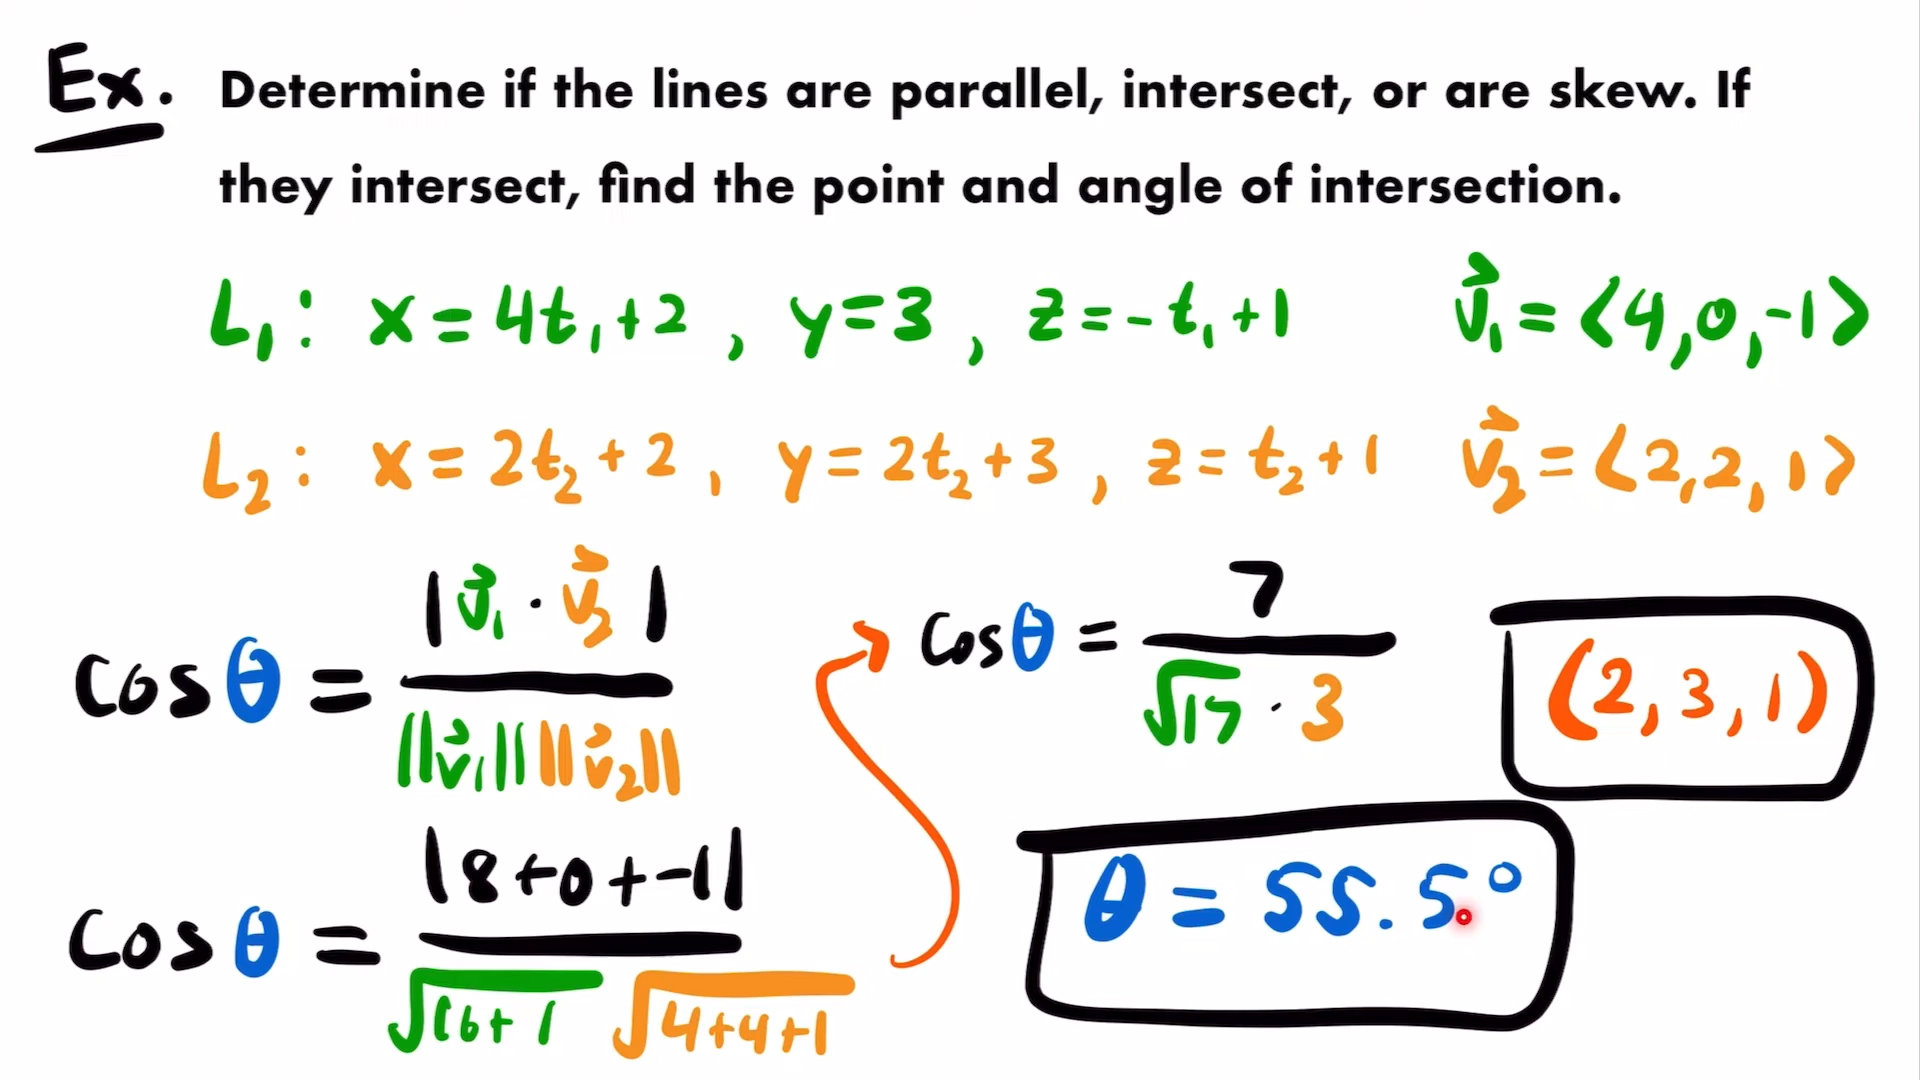 Ex. Determine if the lines are parallel, intersect, or are skew. If
they intersect, find the point and angle of intersection.
L₁: x = 4t₁ + 2 , y = 3 , z = -t₁ + 1 v⃗₁ = ⟨4, 0, -1⟩
L₂: x = 2t₂ + 2 , y = 2t₂ + 3 , z = t₂ + 1 v⃗₂ = ⟨2, 2, 1⟩
cos θ = |v⃗₁ · v⃗₂| / ||v⃗₁|| ||v⃗₂||
cos θ = |8 + 0 + -1| / √(16 + 1) √(4 + 4 + 1)
cos θ = 7 / √17 · 3
(2, 3, 1)
θ = 55.5°